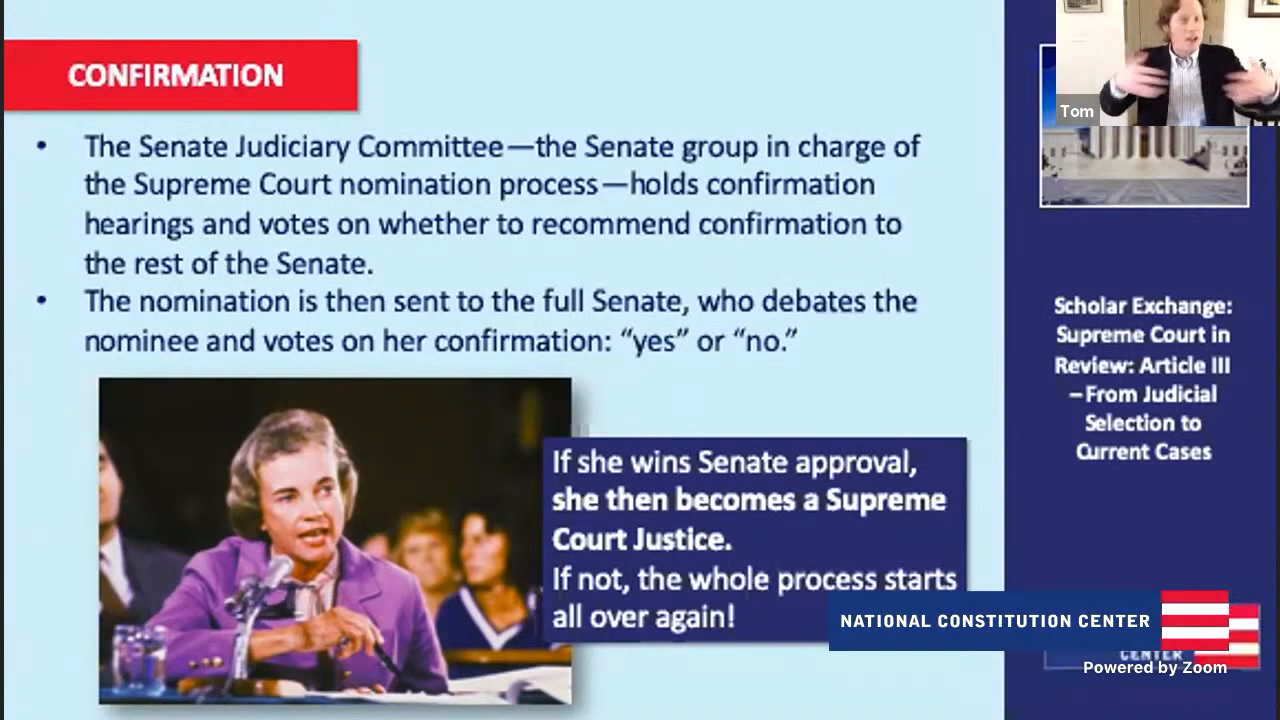 CONFIRMATION
• The Senate Judiciary Committee—the Senate group in charge of
the Supreme Court nomination process—holds confirmation
hearings and votes on whether to recommend confirmation to
the rest of the Senate.
• The nomination is then sent to the full Senate, who debates the
nominee and votes on her confirmation: “yes” or “no.”
If she wins Senate approval,
she then becomes a Supreme
Court Justice.
If not, the whole process starts
all over again!
Tom
Scholar Exchange:
Supreme Court in
Review: Article III
– From Judicial
Selection to
Current Cases
NATIONAL CONSTITUTION CENTER
CENTER
Powered by Zoom